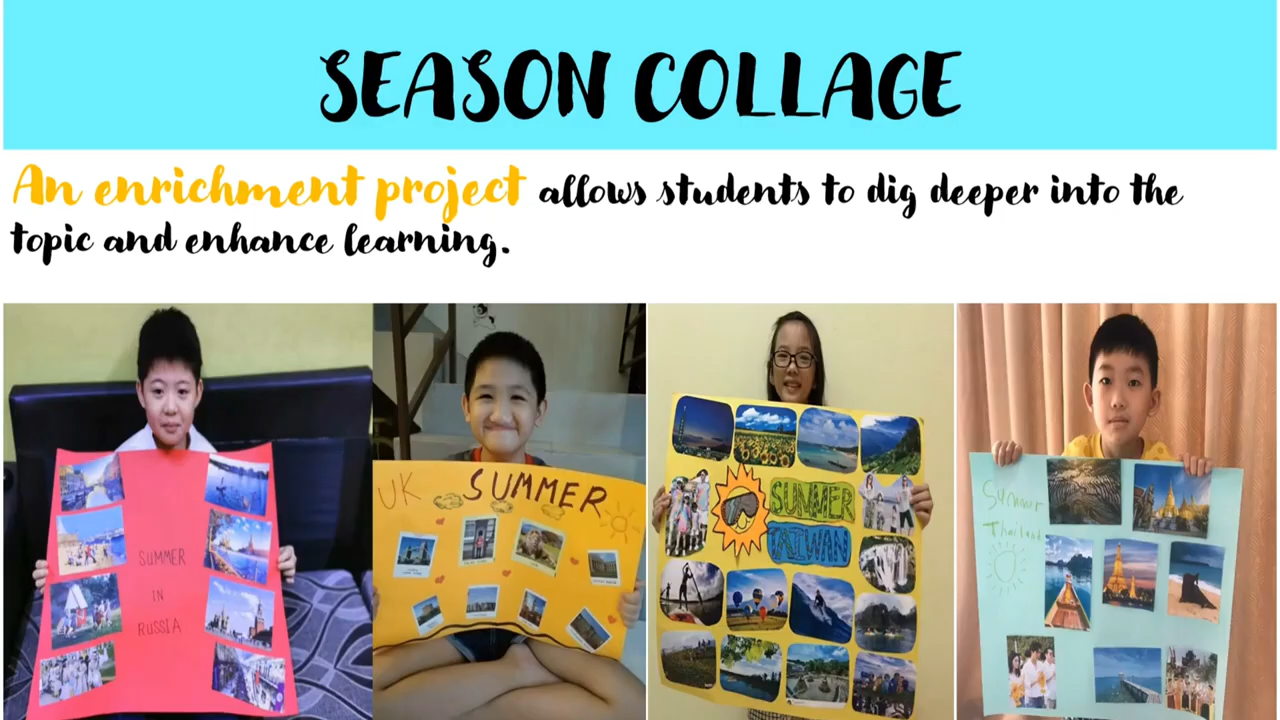 SEASON COLLAGE
An enrichment project allows students to dig deeper into the
topic and enhance learning.
SUMMER
IN
RUSSIA
UK SUMMER
SUMMER
TAIWAN
Summer
Thailand